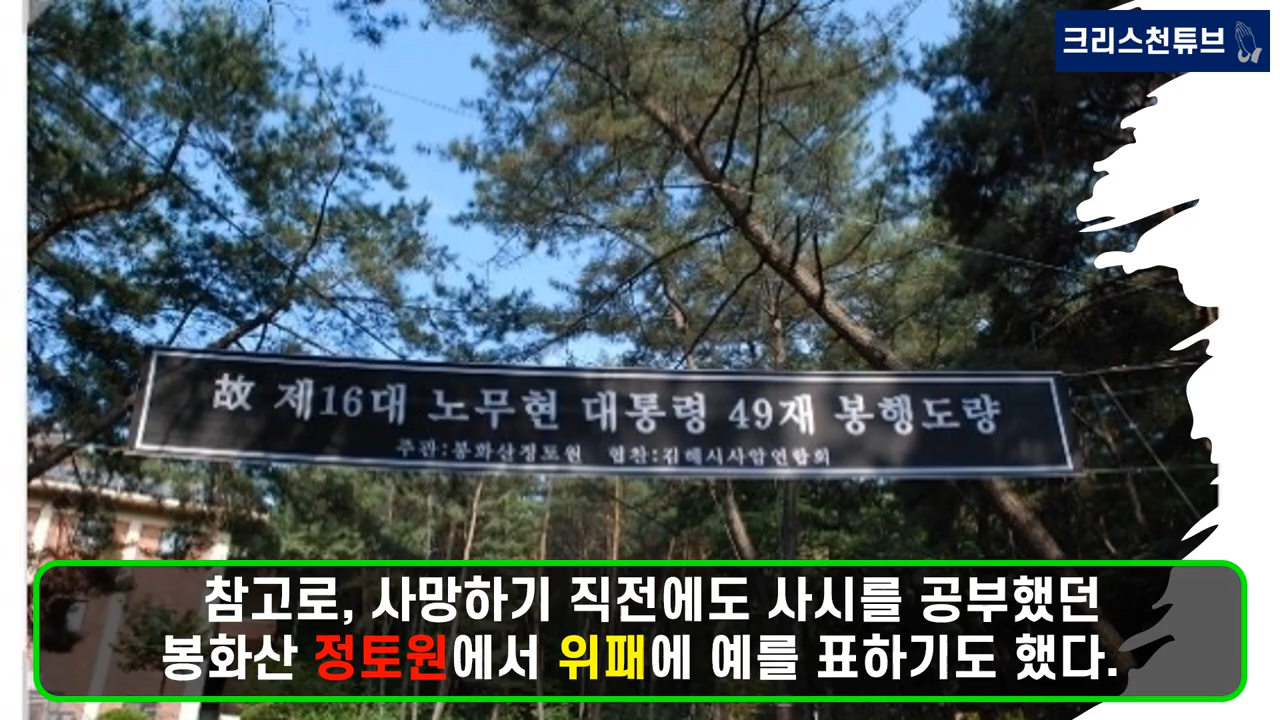 크리스천튜브
故 제16대 노무현 대통령 49재 봉행도량
주관:봉화산정토원 협찬:김해시사암연합회
참고로, 사망하기 직전에도 사시를 공부했던
봉화산 정토원에서 위패에 예를 표하기도 했다.